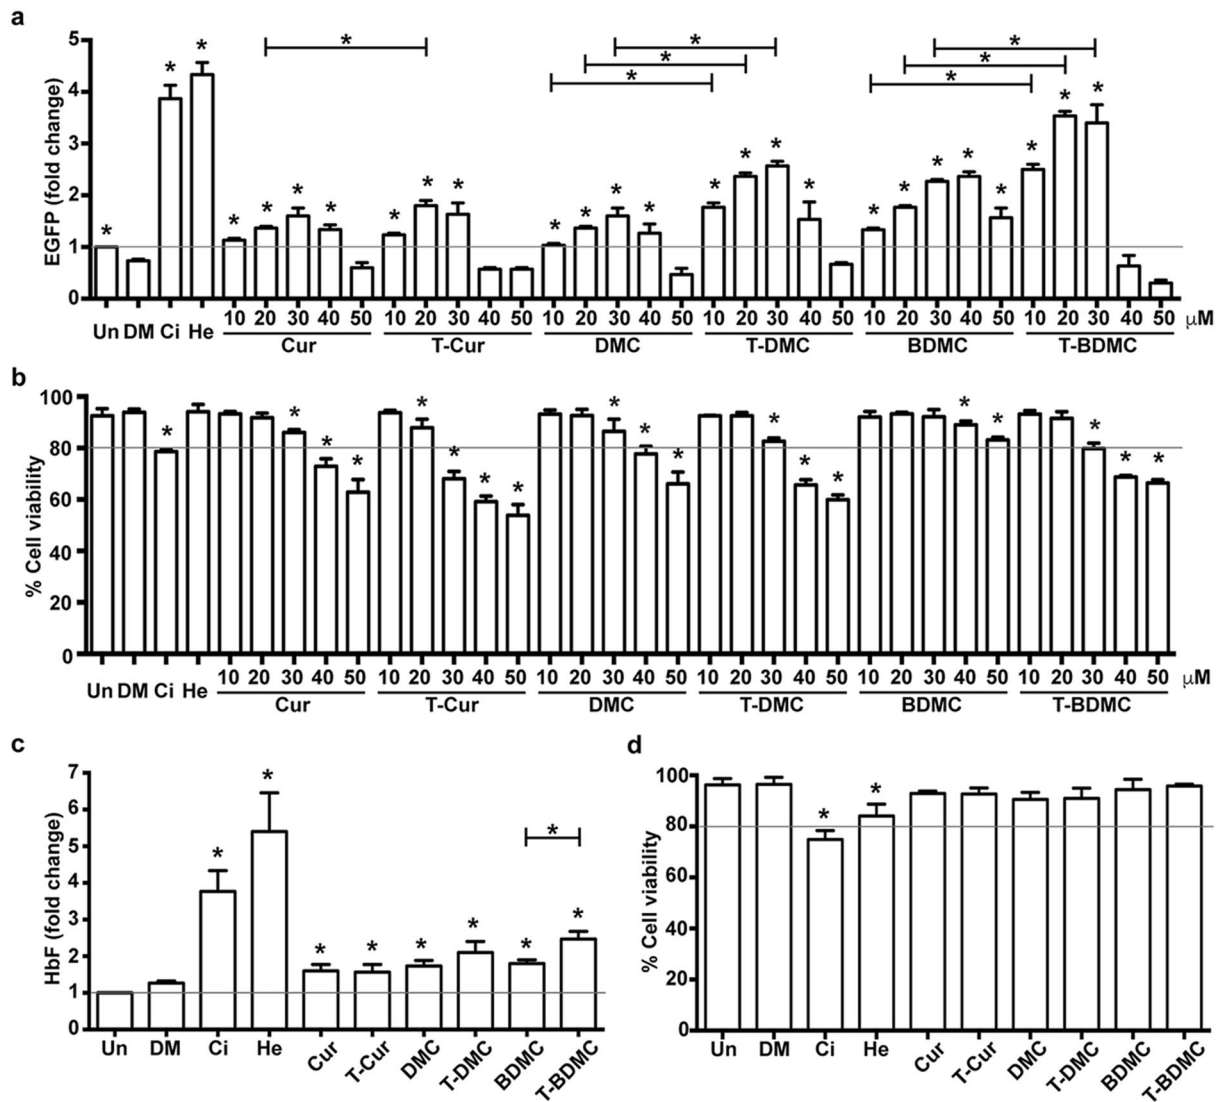 a
EGFP (fold change)
5
4
3
2
1
0
* * * * * * * * * * * * * * * * * * * * * * * * * * *
* * * * * * *
Un DM Ci He 10 20 30 40 50 10 20 30 40 50 10 20 30 40 50 10 20 30 40 50 10 20 30 40 50 10 20 30 40 50 μM
Cur T-Cur DMC T-DMC BDMC T-BDMC
b
% Cell viability
100
80
60
40
20
0
* * * * * * * * * * * * * * * * * * *
Un DM Ci He 10 20 30 40 50 10 20 30 40 50 10 20 30 40 50 10 20 30 40 50 10 20 30 40 50 10 20 30 40 50 μM
Cur T-Cur DMC T-DMC BDMC T-BDMC
c
HbF (fold change)
7
6
5
4
3
2
1
0
* * * * * * * * *
Un DM Ci He Cur T-Cur DMC T-DMC BDMC T-BDMC
d
% Cell viability
100
80
60
40
20
0
* *
Un DM Ci He Cur T-Cur DMC T-DMC BDMC T-BDMC